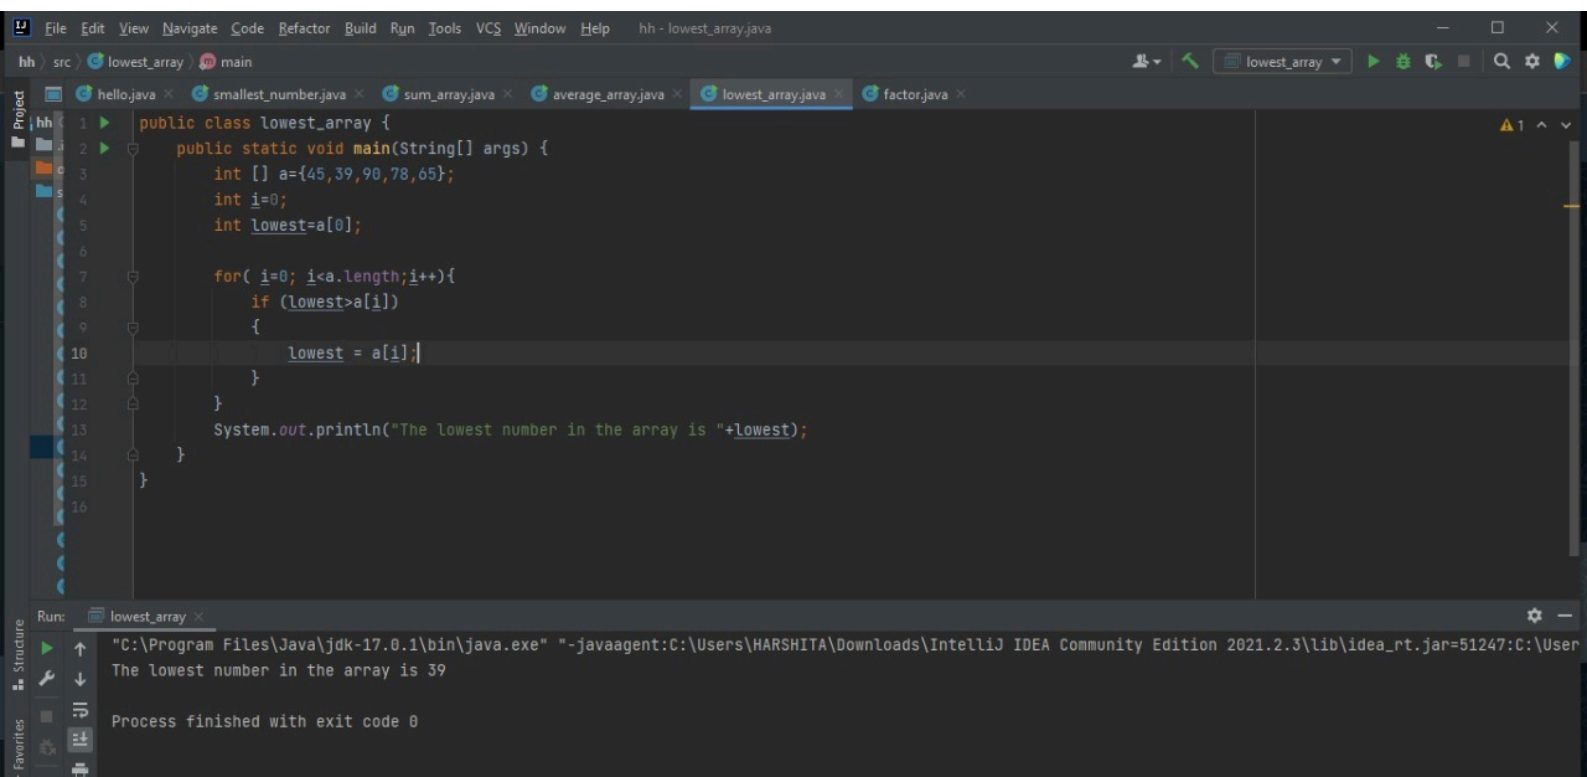 File Edit View Navigate Code Refactor Build Run Tools VCS Window Help hh - lowest_array.java
hh src lowest_array main lowest_array
Project hello.java smallest_number.java sum_array.java average_array.java lowest_array.java factor.java
hh
1 public class lowest_array { 1
2 public static void main(String[] args) {
3 int [] a={45,39,90,78,65};
4 int i=0;
5 int lowest=a[0];
6
7 for( i=0; i<a.length;i++){
8 if (lowest>a[i])
9 {
10 lowest = a[i];
11 }
12 }
13 System.out.println("The lowest number in the array is "+lowest);
14 }
15 }
16
Run: lowest_array
Structure
"C:\Program Files\Java\jdk-17.0.1\bin\java.exe" "-javaagent:C:\Users\HARSHITA\Downloads\IntelliJ IDEA Community Edition 2021.2.3\lib\idea_rt.jar=51247:C:\User
The lowest number in the array is 39
Process finished with exit code 0
Favorites